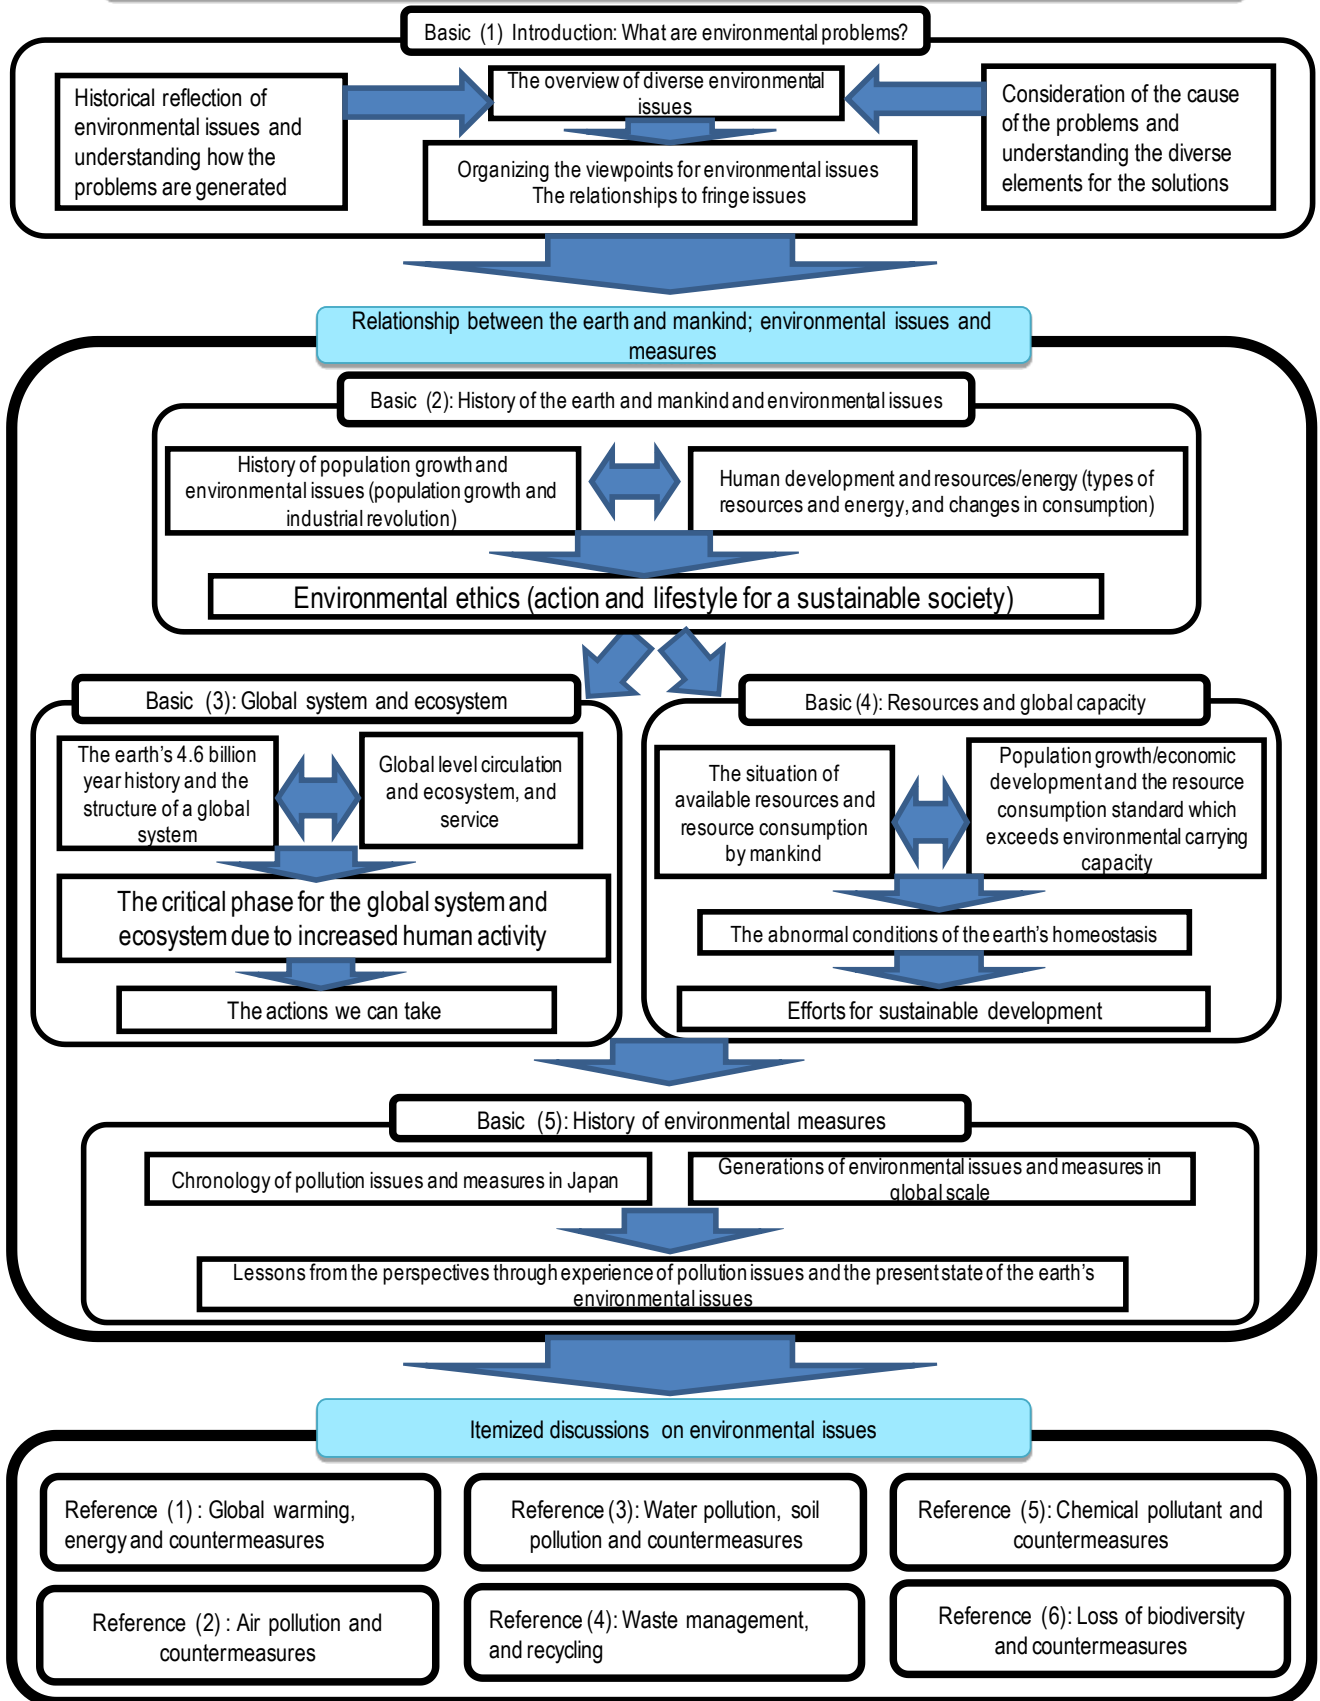 Basic (1) Introduction: What are environmental problems?
Historical reflection of
environmental issues and
understanding how the
problems are generated
The overview of diverse environmental
issues
Consideration of the cause
of the problems and
understanding the diverse
elements for the solutions
Organizing the viewpoints for environmental issues
The relationships to fringe issues
Relationship between the earth and mankind; environmental issues and
measures
Basic (2): History of the earth and mankind and environmental issues
History of population growth and
environmental issues (population growth and
industrial revolution)
Human development and resources/energy (types of
resources and energy, and changes in consumption)
Environmental ethics (action and lifestyle for a sustainable society)
Basic (3): Global system and ecosystem
The earth's 4.6 billion
year history and the
structure of a global
system
Global level circulation
and ecosystem, and
service
The critical phase for the global system and
ecosystem due to increased human activity
The actions we can take
Basic (4): Resources and global capacity
The situation of
available resources and
resource consumption
by mankind
Population growth/economic
development and the resource
consumption standard which
exceeds environmental carrying
capacity
The abnormal conditions of the earth's homeostasis
Efforts for sustainable development
Basic (5): History of environmental measures
Chronology of pollution issues and measures in Japan
Generations of environmental issues and measures in
global scale
Lessons from the perspectives through experience of pollution issues and the present state of the earth's
environmental issues
Itemized discussions on environmental issues
Reference (1) : Global warming,
energy and countermeasures
Reference (3): Water pollution, soil
pollution and countermeasures
Reference (5): Chemical pollutant and
countermeasures
Reference (2) : Air pollution and
countermeasures
Reference (4): Waste management,
and recycling
Reference (6): Loss of biodiversity
and countermeasures